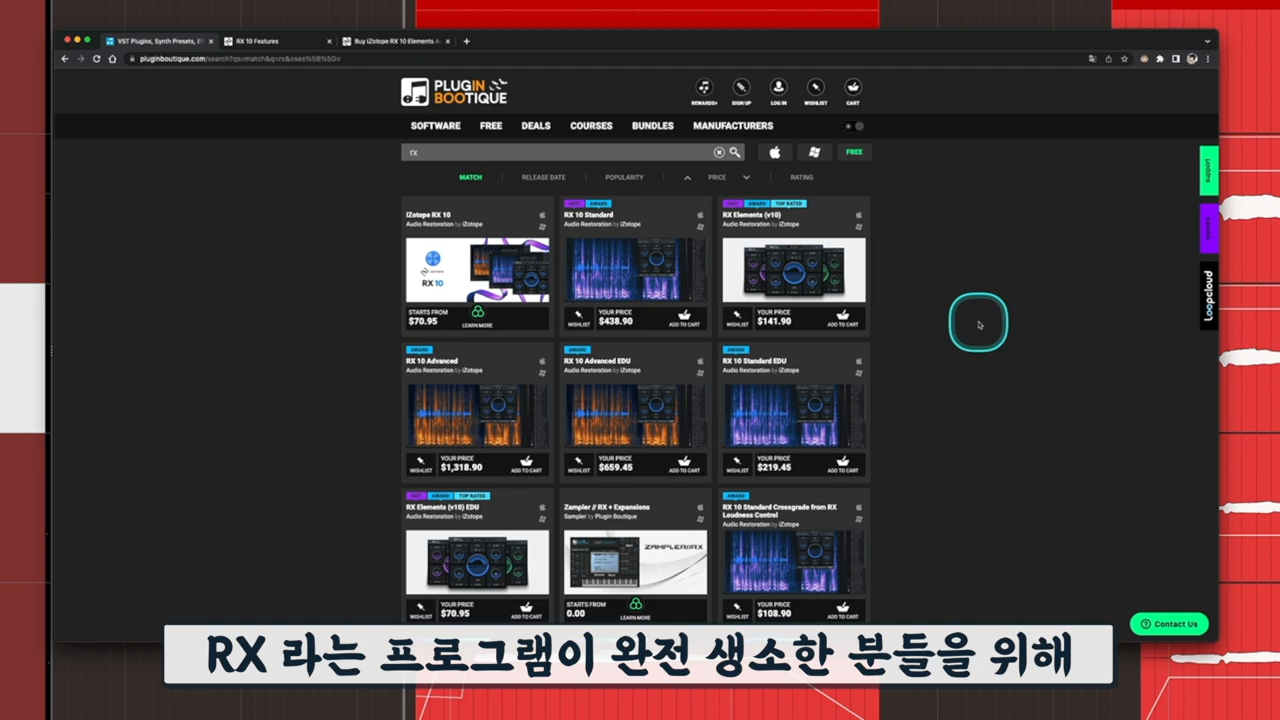 VST Plugins, Synth Presets, Ef
RX 10 Features
Buy iZotope RX 10 Elements A
pluginboutique.com/search?qs=match&q=rx&oses%5B%5D=
PLUGIN
BOOTIQUE
REWARDS+
SIGN UP
LOG IN
WISHLIST
CART
SOFTWARE
FREE
DEALS
COURSES
BUNDLES
MANUFACTURERS
rx
FREE
MATCH
RELEASE DATE
POPULARITY
PRICE
RATING
iZotope RX 10
Audio Restoration by iZotope
RX 10
STARTS FROM
$70.95
LEARN MORE
HOT! AWARD
RX 10 Standard
Audio Restoration by iZotope
WISHLIST
YOUR PRICE
$438.90
ADD TO CART
HOT! AWARD TOP RATED
RX Elements (v10)
Audio Restoration by iZotope
WISHLIST
YOUR PRICE
$141.90
ADD TO CART
AWARD
RX 10 Advanced
Audio Restoration by iZotope
WISHLIST
YOUR PRICE
$1,318.90
ADD TO CART
AWARD
RX 10 Advanced EDU
Audio Restoration by iZotope
WISHLIST
YOUR PRICE
$659.45
ADD TO CART
AWARD
RX 10 Standard EDU
Audio Restoration by iZotope
WISHLIST
YOUR PRICE
$219.45
ADD TO CART
HOT! AWARD TOP RATED
RX Elements (v10) EDU
Audio Restoration by iZotope
WISHLIST
YOUR PRICE
$70.95
ADD TO CART
Zampler // RX + Expansions
Sampler by Plugin Boutique
ZAMPLER//RX
STARTS FROM
0.00
LEARN MORE
AWARD
RX 10 Standard Crossgrade from RX
Loudness Control
Audio Restoration by iZotope
WISHLIST
YOUR PRICE
$108.90
ADD TO CART
Support
Loopcloud
Contact Us
RX 라는 프로그램이 완전 생소한 분들을 위해